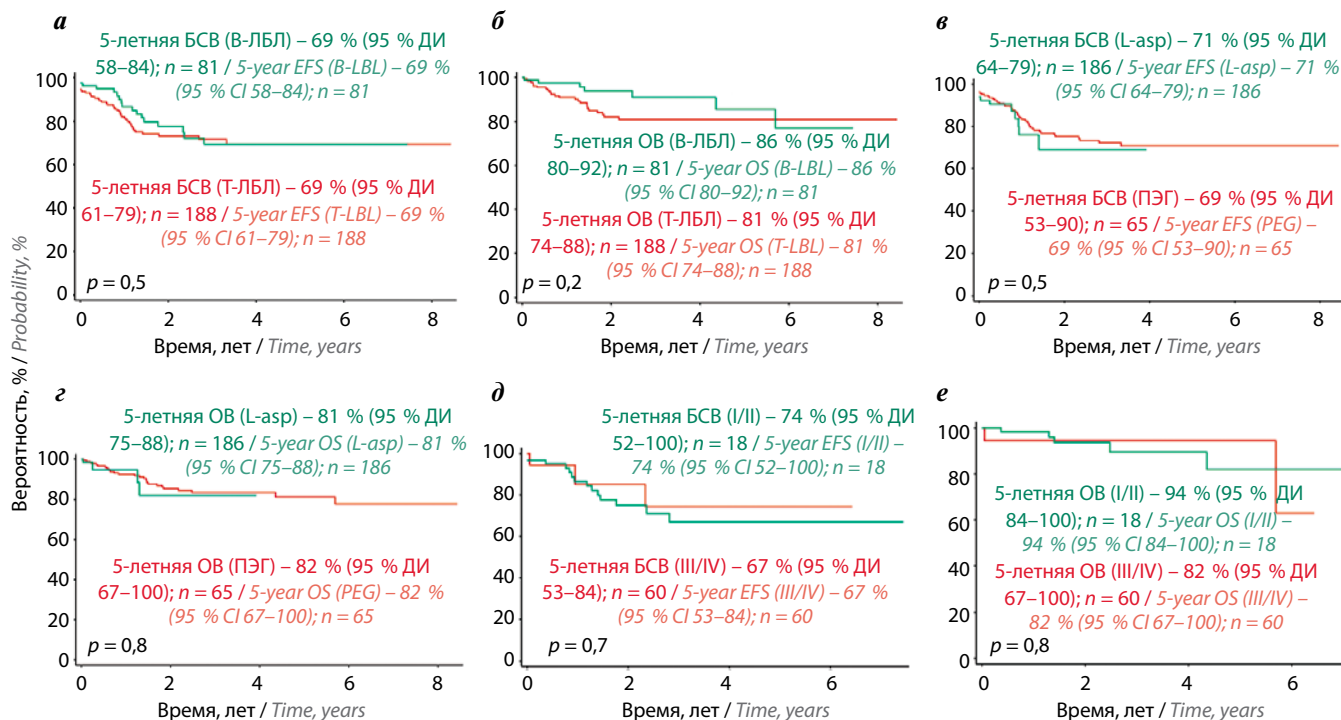 Вероятность, % / Probability, %
а
5-летняя БСВ (В-ЛБЛ) – 69 % (95 % ДИ
58–84); n = 81 / 5-year EFS (B-LBL) – 69 %
(95 % CI 58–84); n = 81
100
80
60
40
20
0
5-летняя БСВ (Т-ЛБЛ) – 69 % (95 % ДИ
61–79); n = 188 / 5-year EFS (T-LBL) – 69 %
(95 % CI 61–79); n = 188
p = 0,5
0 2 4 6 8
Время, лет / Time, years
б
100
80
60
40
20
0
5-летняя ОВ (В-ЛБЛ) – 86 % (95 % ДИ
80–92); n = 81 / 5-year OS (B-LBL) – 86 %
(95 % CI 80–92); n = 81
5-летняя ОВ (Т-ЛБЛ) – 81 % (95 % ДИ
74–88); n = 188 / 5-year OS (T-LBL) – 81 %
(95 % CI 74–88); n = 188
p = 0,2
0 2 4 6 8
Время, лет / Time, years
в
5-летняя БСВ (L-asp) – 71 % (95 % ДИ
64–79); n = 186 / 5-year EFS (L-asp) – 71 %
(95 % CI 64–79); n = 186
100
80
60
40
20
0
5-летняя БСВ (ПЭГ) – 69 % (95 % ДИ
53–90); n = 65 / 5-year EFS (PEG) –
69 % (95 % CI 53–90); n = 65
p = 0,5
0 2 4 6 8
Время, лет / Time, years
г
5-летняя ОВ (L-asp) – 81 % (95 % ДИ
75–88); n = 186 / 5-year OS (L-asp) – 81 %
(95 % CI 75–88); n = 186
100
80
60
40
20
0
5-летняя ОВ (ПЭГ) – 82 % (95 % ДИ
67–100); n = 65 / 5-year OS (PEG) – 82 %
(95 % CI 67–100); n = 65
p = 0,8
0 2 4 6 8
Время, лет / Time, years
д
5-летняя БСВ (I/II) – 74 % (95 % ДИ
52–100); n = 18 / 5-year EFS (I/II) –
74 % (95 % CI 52–100); n = 18
100
80
60
40
20
0
5-летняя БСВ (III/IV) – 67 % (95 % ДИ
53–84); n = 60 / 5-year EFS (III/IV) – 67 %
(95 % CI 53–84); n = 60
p = 0,7
0 2 4 6
Время, лет / Time, years
е
100
80
60
40
20
0
5-летняя ОВ (I/II) – 94 % (95 % ДИ
84–100); n = 18 / 5-year OS (I/II) –
94 % (95 % CI 84–100); n = 18
5-летняя ОВ (III/IV) – 82 % (95 % ДИ
67–100); n = 60 / 5-year OS (III/IV) –
82 % (95 % CI 67–100); n = 60
p = 0,8
0 2 4 6
Время, лет / Time, years